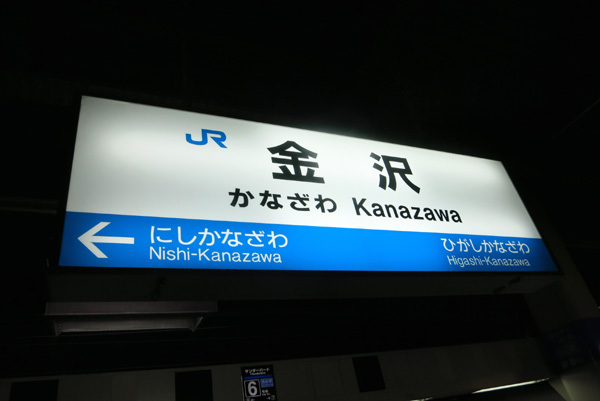 JR
金沢
かなざわ Kanazawa
← にしかなざわ
Nishi-Kanazawa
ひがしかなざわ
Higashi-Kanazawa
6